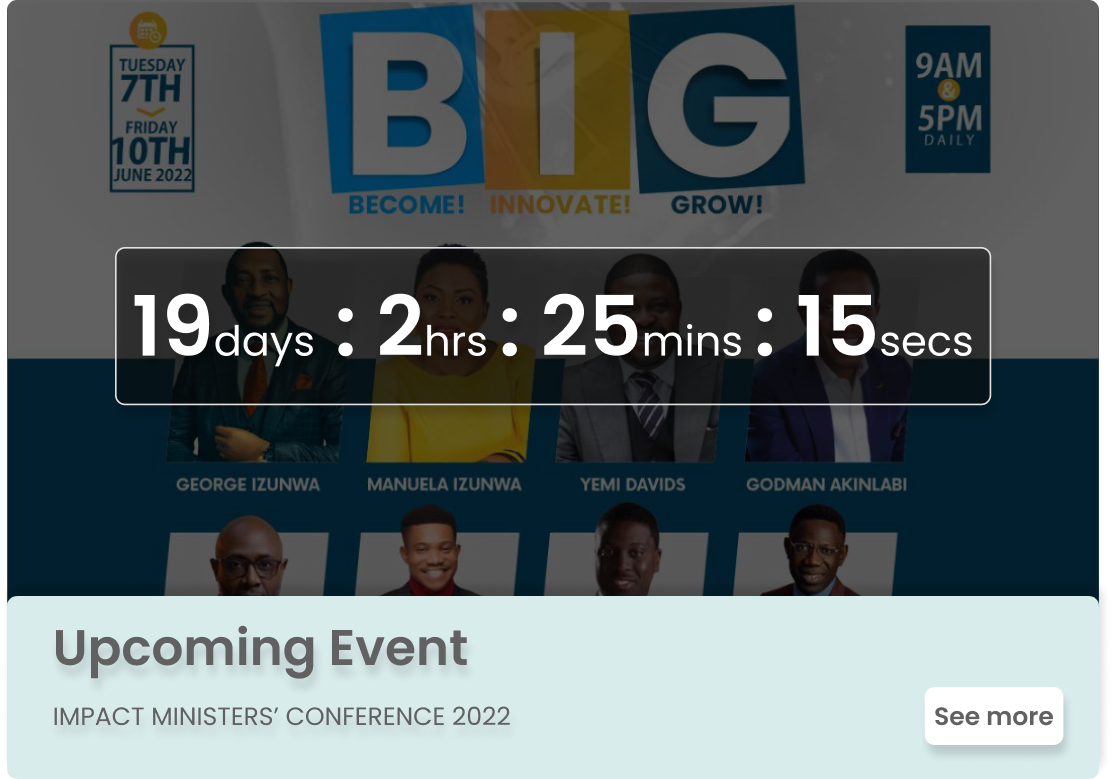 TUESDAY
7TH
FRIDAY
10TH
JUNE 2022
BIG
BECOME! INNOVATE! GROW!
9AM
&
5PM
DAILY
19days : 2hrs : 25mins : 15secs
GEORGE IZUNWA MANUELA IZUNWA YEMI DAVIDS GODMAN AKINLABI
Upcoming Event
IMPACT MINISTERS’ CONFERENCE 2022
See more